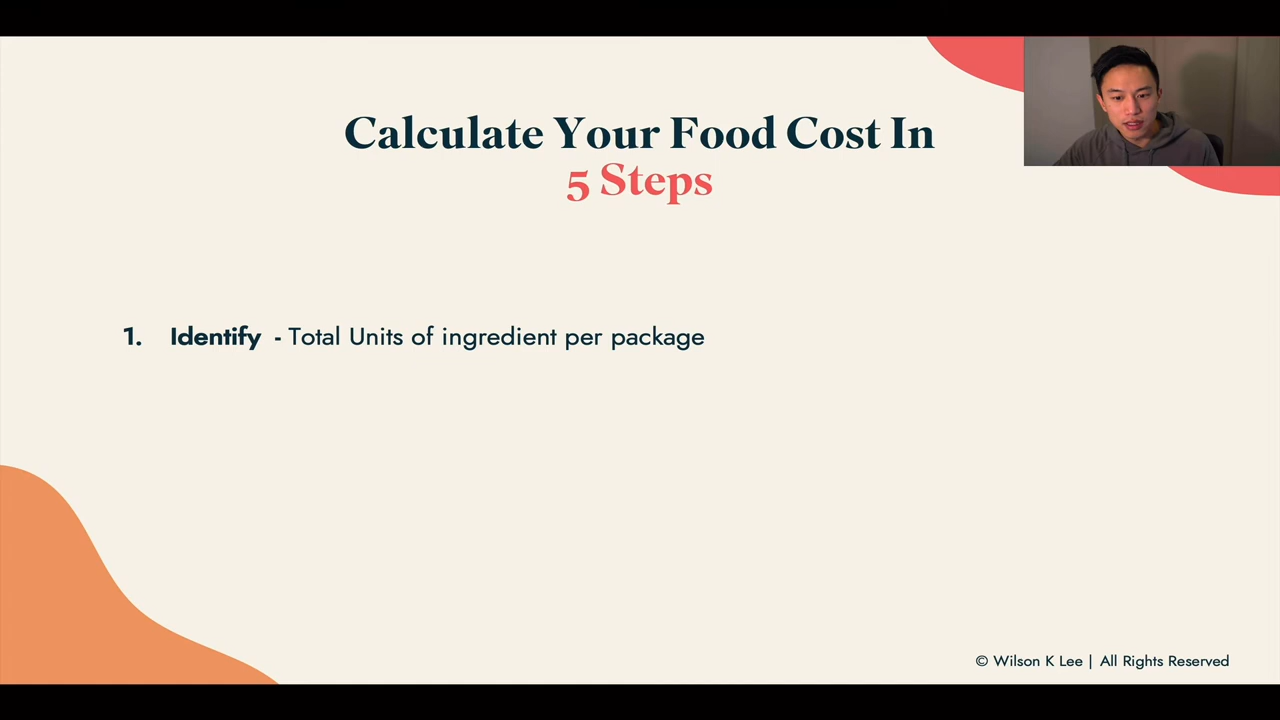 Calculate Your Food Cost In
5 Steps
1. Identify - Total Units of ingredient per package
© Wilson K Lee | All Rights Reserved